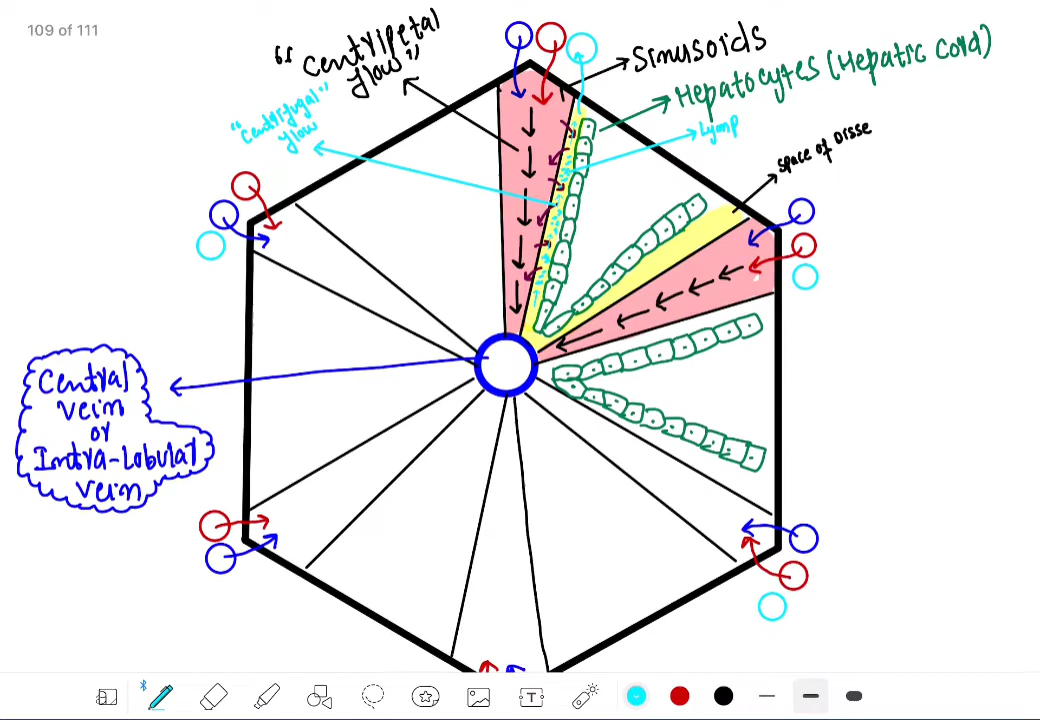 109 of 111
"Centripetal
flow"
Sinusoids
Hepatocytes (Hepatic Cord)
"Centrifugal"
flow
Lymp
Space of Disse
Central
vein
or
Intra-Lobular
vein
T